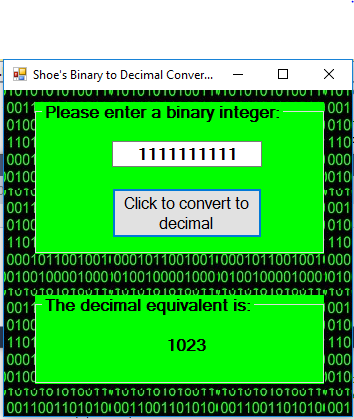 Shoe's Binary to Decimal Conver...
Please enter a binary integer:
1111111111
Click to convert to
decimal
The decimal equivalent is:
1023